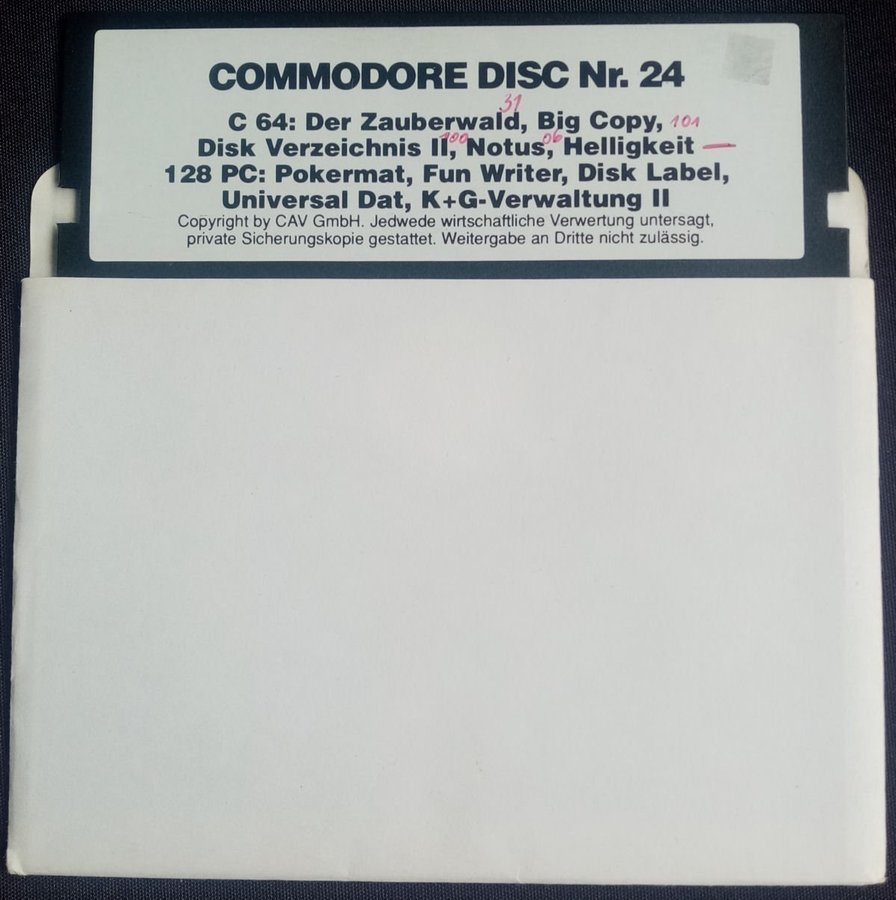 COMMODORE DISC Nr. 24
31
C 64: Der Zauberwald, Big Copy, 101
100 06
Disk Verzeichnis II, Notus, Helligkeit —
128 PC: Pokermat, Fun Writer, Disk Label,
Universal Dat, K+G-Verwaltung II
Copyright by CAV GmbH. Jedwede wirtschaftliche Verwertung untersagt,
private Sicherungskopie gestattet. Weitergabe an Dritte nicht zulässig.